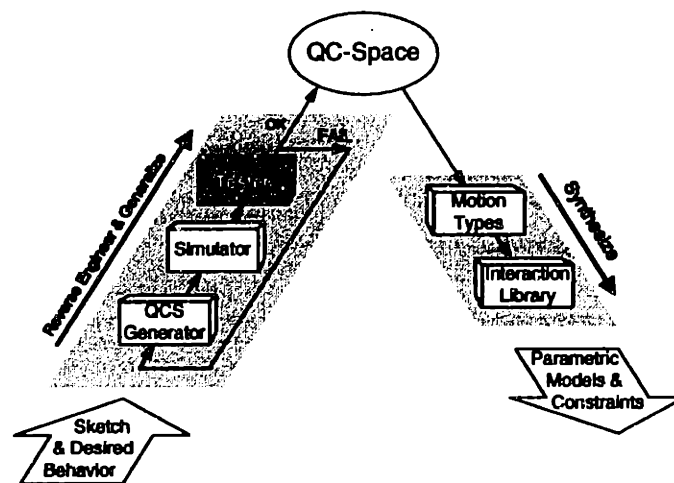 QC-Space
OK
FAIL
Reverse Engineer & Generalize
Simulator
QCS
Generator
Sketch
& Desired
Behavior
Motion
Types
Interaction
Library
Synthesize
Parametric
Models &
Constraints